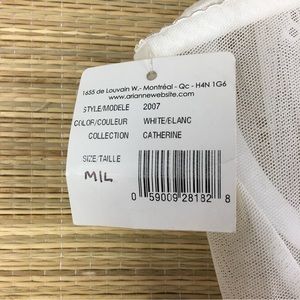 1655 de Louvain W.- Montréal - Qc - H4N 1G6
www.ariannewebsite.com
STYLE/MODELE 2007
COLOR/COULEUR WHITE/BLANC
COLLECTION CATHERINE
SIZE/TAILLE
M/L
0 59009 28182 8